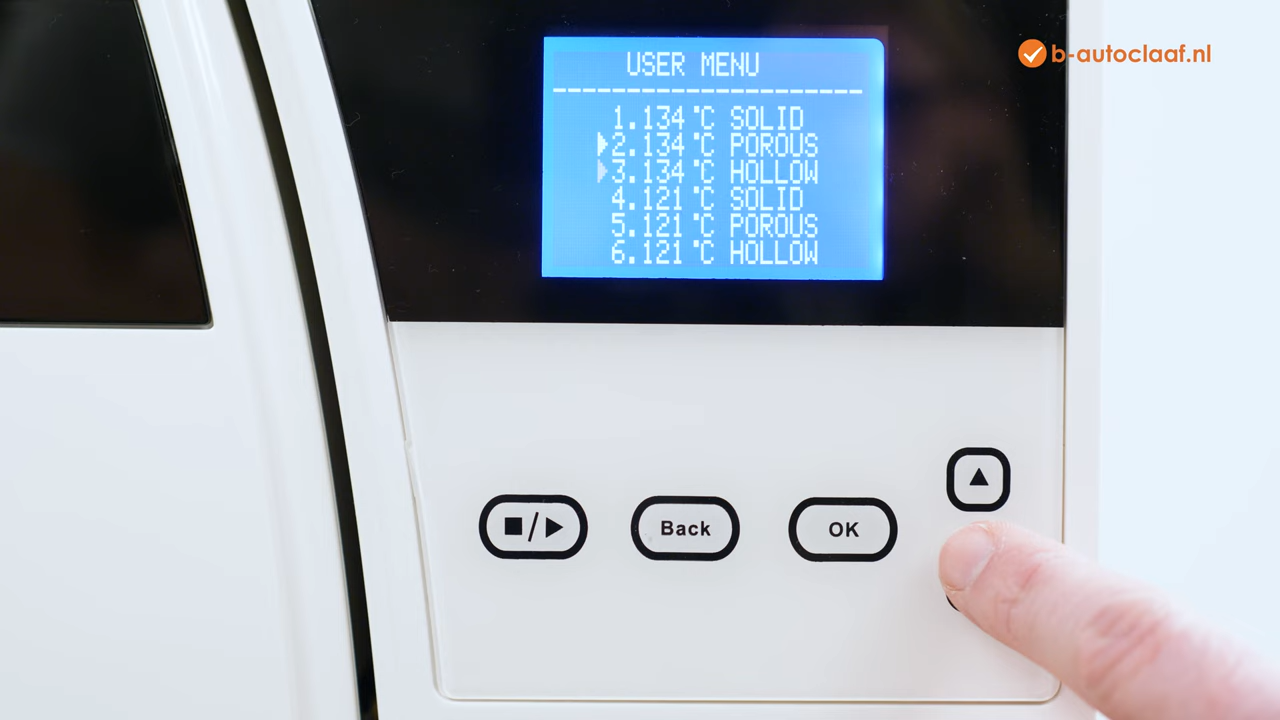 b-autoclaaf.nl
USER MENU
1.134 °C SOLID
2.134 °C POROUS
3.134 °C HOLLOW
4.121 °C SOLID
5.121 °C POROUS
6.121 °C HOLLOW
Back
OK